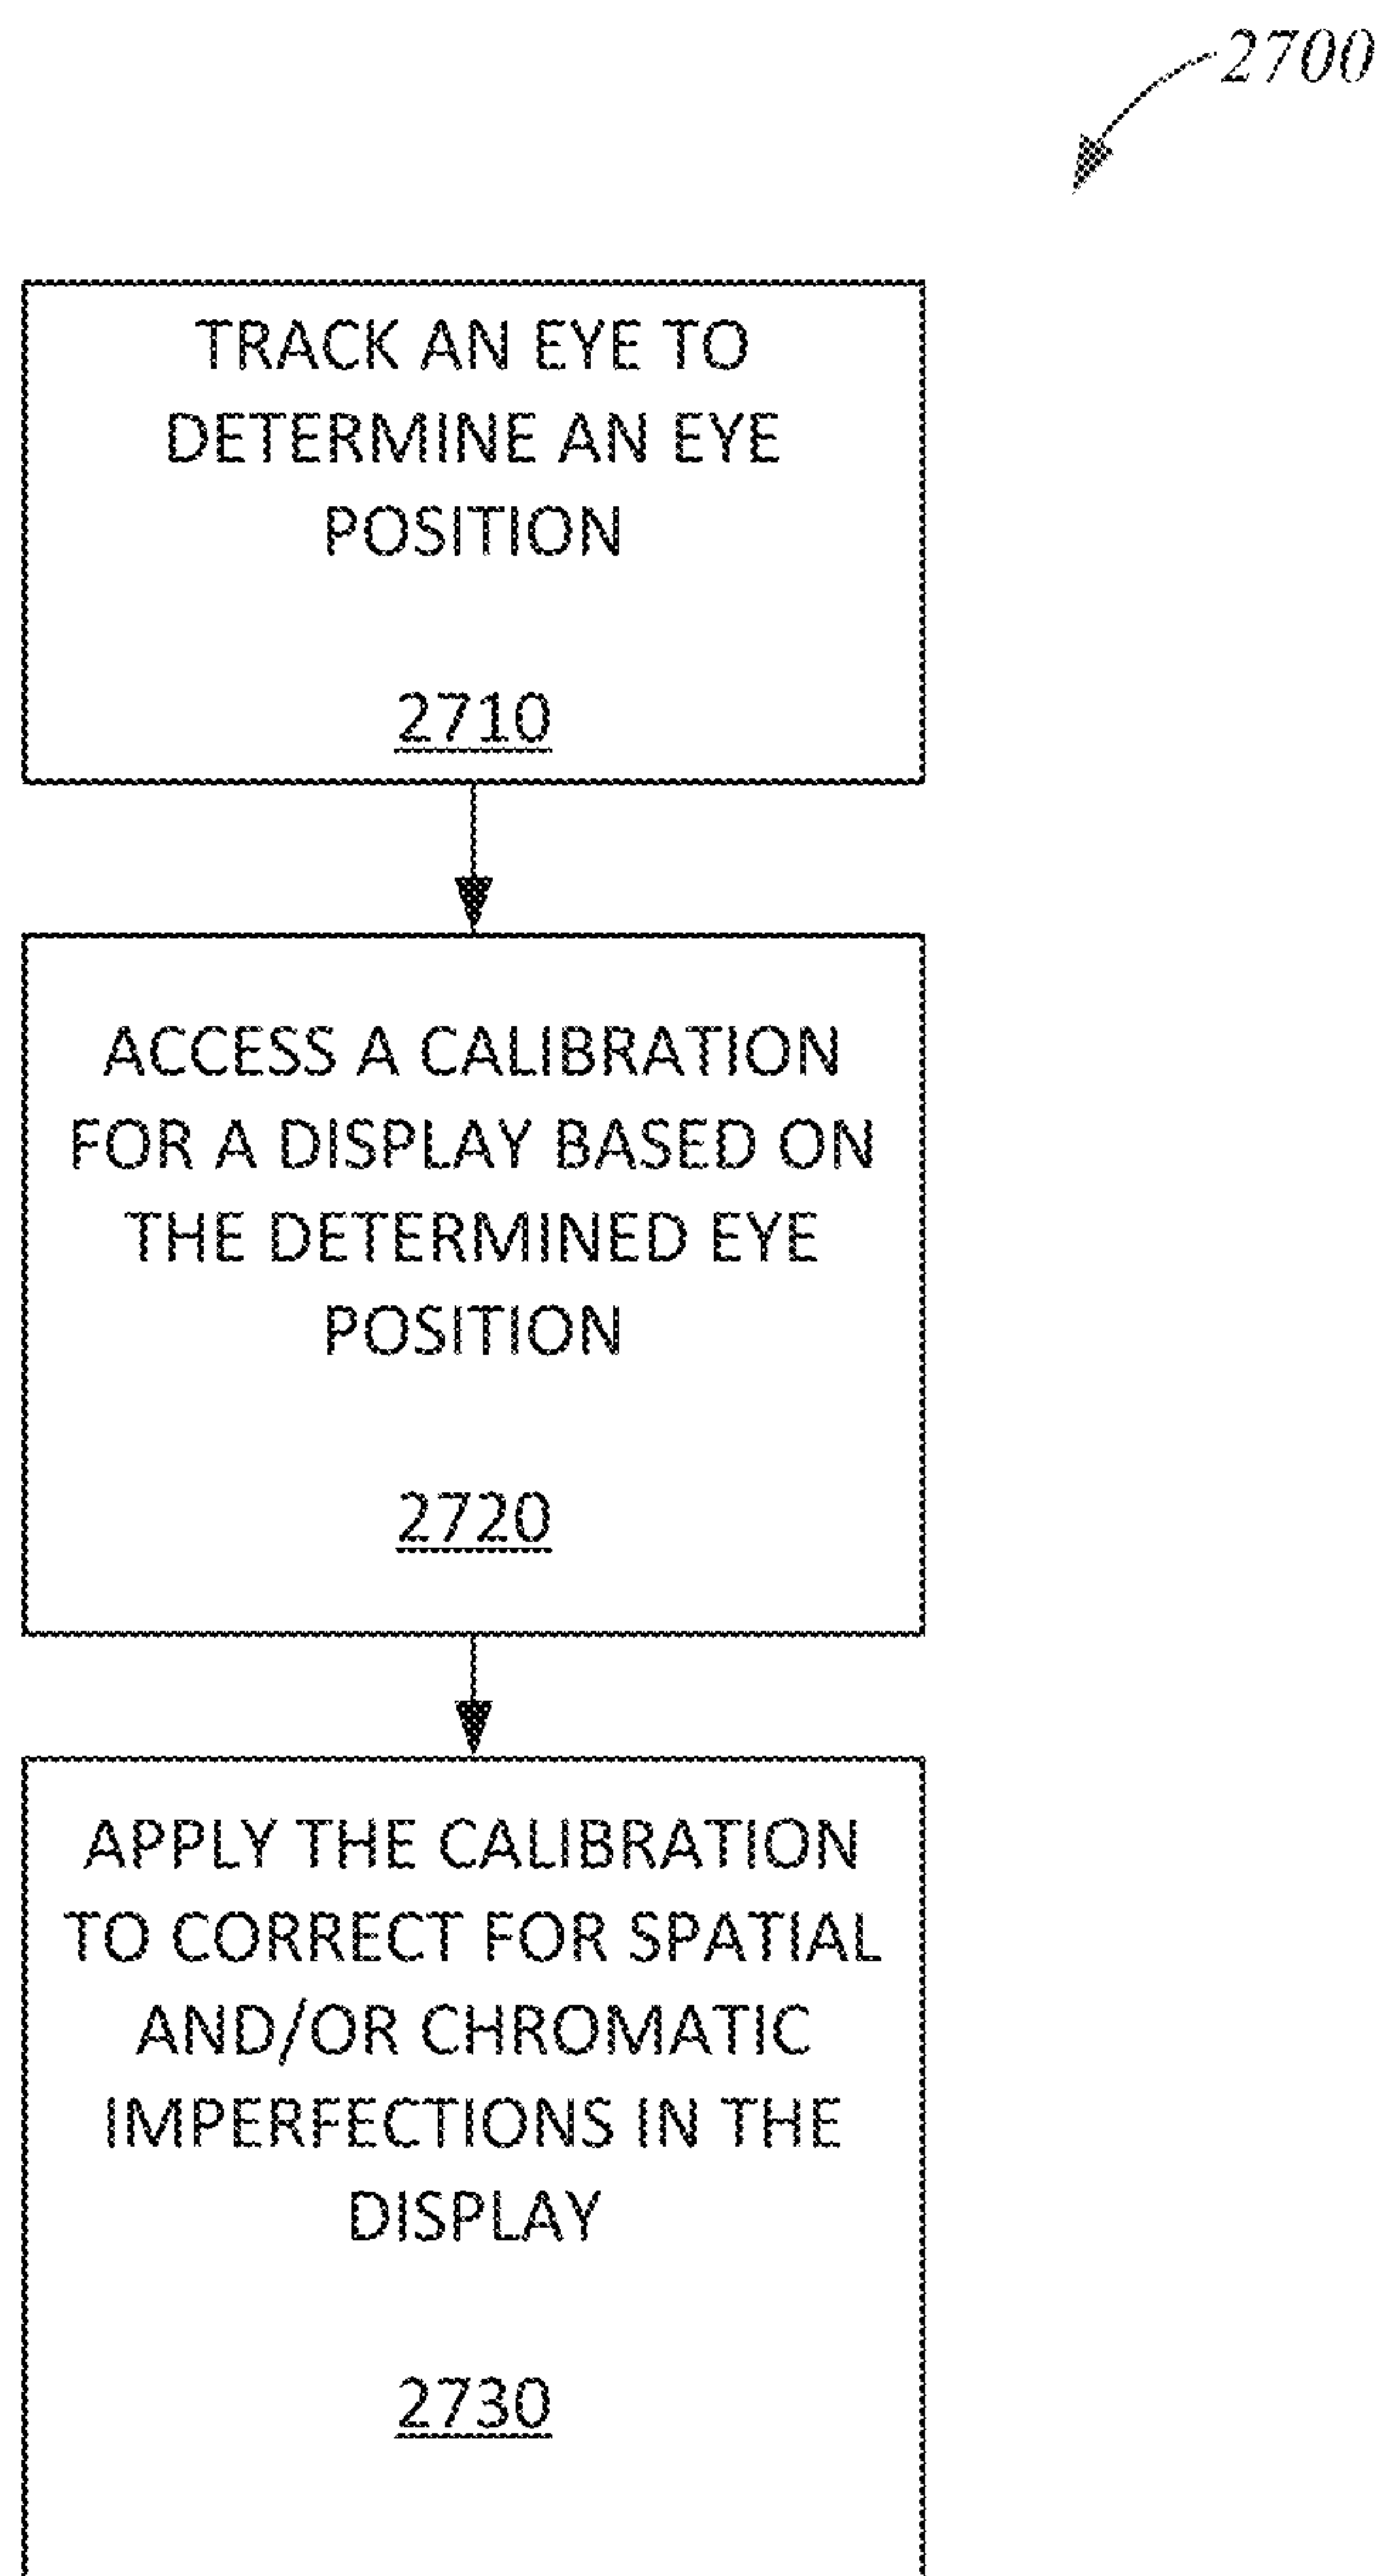 2700
TRACK AN EYE TO
DETERMINE AN EYE
POSITION
2710
ACCESS A CALIBRATION
FOR A DISPLAY BASED ON
THE DETERMINED EYE
POSITION
2720
APPLY THE CALIBRATION
TO CORRECT FOR SPATIAL
AND/OR CHROMATIC
IMPERFECTIONS IN THE
DISPLAY
2730